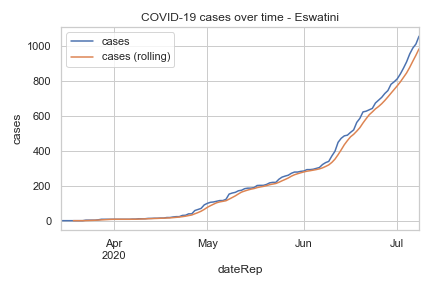 COVID-19 cases over time - Eswatini
cases
cases (rolling)
1000
800
600
400
200
0
cases
Apr
2020
May
Jun
Jul
dateRep